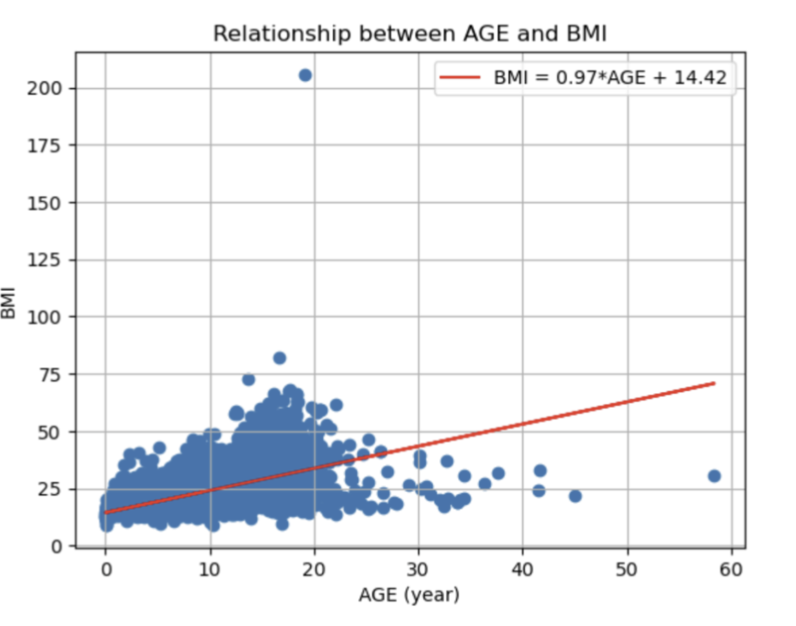 Relationship between AGE and BMI
BMI = 0.97*AGE + 14.42
200
175
150
125
100
75
50
25
0
BMI
0 10 20 30 40 50 60
AGE (year)